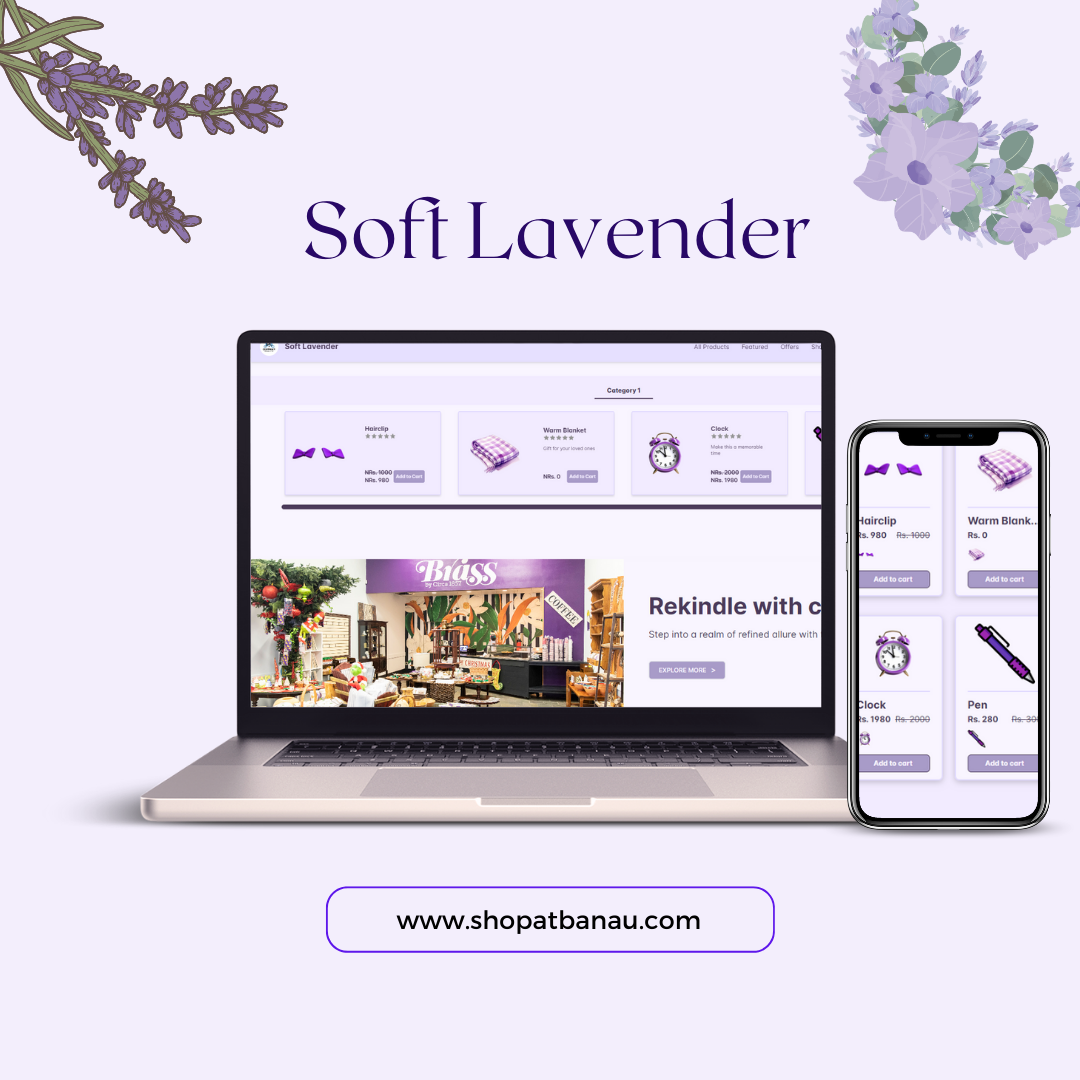 Soft Lavender
Soft Lavender
All Products Featured Offers
Category 1
Hairclip
NRs. 1000
NRs. 980 Add to Cart
Warm Blanket
Gift for your loved ones
NRs. 0 Add to Cart
Clock
Make this a memorable
time
NRs. 2000
NRs. 1980 Add to Cart
Brass
by Circa 1820
COFFEE
Rekindle with c
Step into a realm of refined allure with
EXPLORE MORE >
Hairclip
Rs. 980 Rs. 1000
Add to cart
Warm Blank..
Rs. 0
Add to cart
Clock
Rs. 1980 Rs. 2000
Add to cart
Pen
Rs. 280 Rs. 30
Add to cart
www.shopatbanau.com